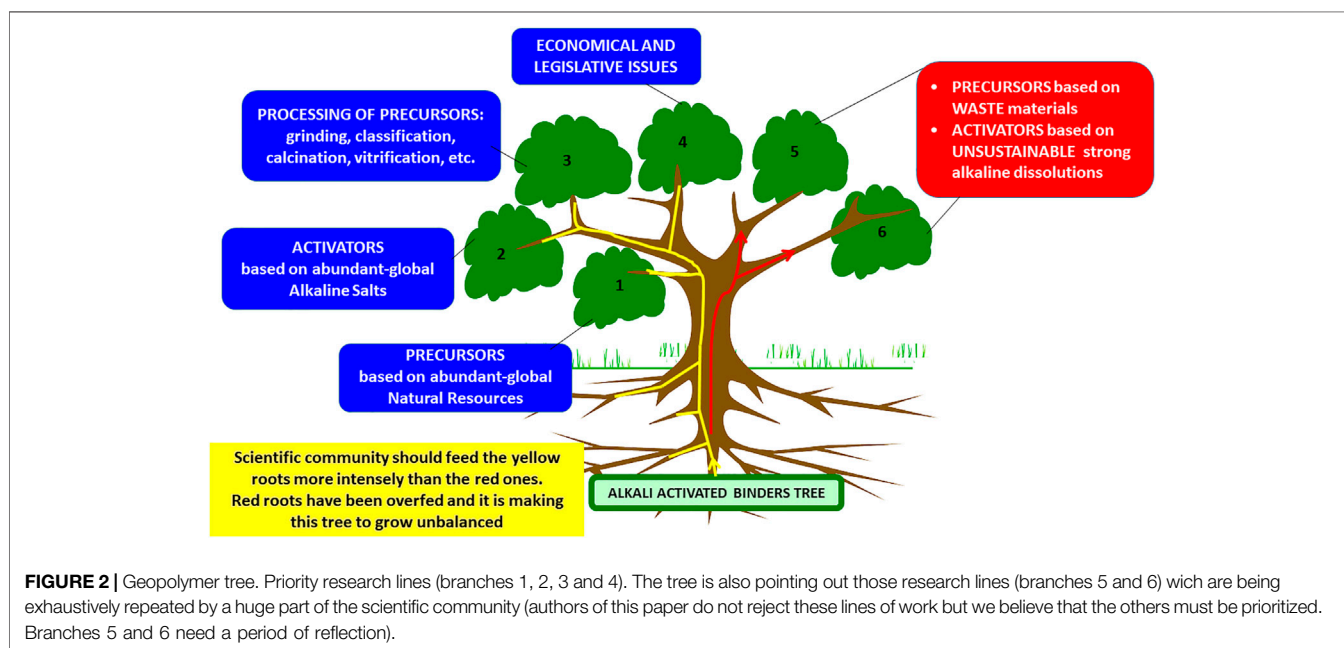 ECONOMICAL AND
LEGISLATIVE ISSUES
PROCESSING OF PRECURSORS:
grinding, classification,
calcination, vitrification, etc.
• PRECURSORS based on
WASTE materials
• ACTIVATORS based on
UNSUSTAINABLE strong
alkaline dissolutions
4
5
3
6
2
ACTIVATORS
based on abundant-global
Alkaline Salts
1
PRECURSORS
based on abundant-global
Natural Resources
Scientific community should feed the yellow
roots more intensely than the red ones.
Red roots have been overfed and it is making
this tree to grow unbalanced
ALKALI ACTIVATED BINDERS TREE
FIGURE 2 | Geopolymer tree. Priority research lines (branches 1, 2, 3 and 4). The tree is also pointing out those research lines (branches 5 and 6) wich are being
exhaustively repeated by a huge part of the scientific community (authors of this paper do not reject these lines of work but we believe that the others must be prioritized.
Branches 5 and 6 need a period of reflection).